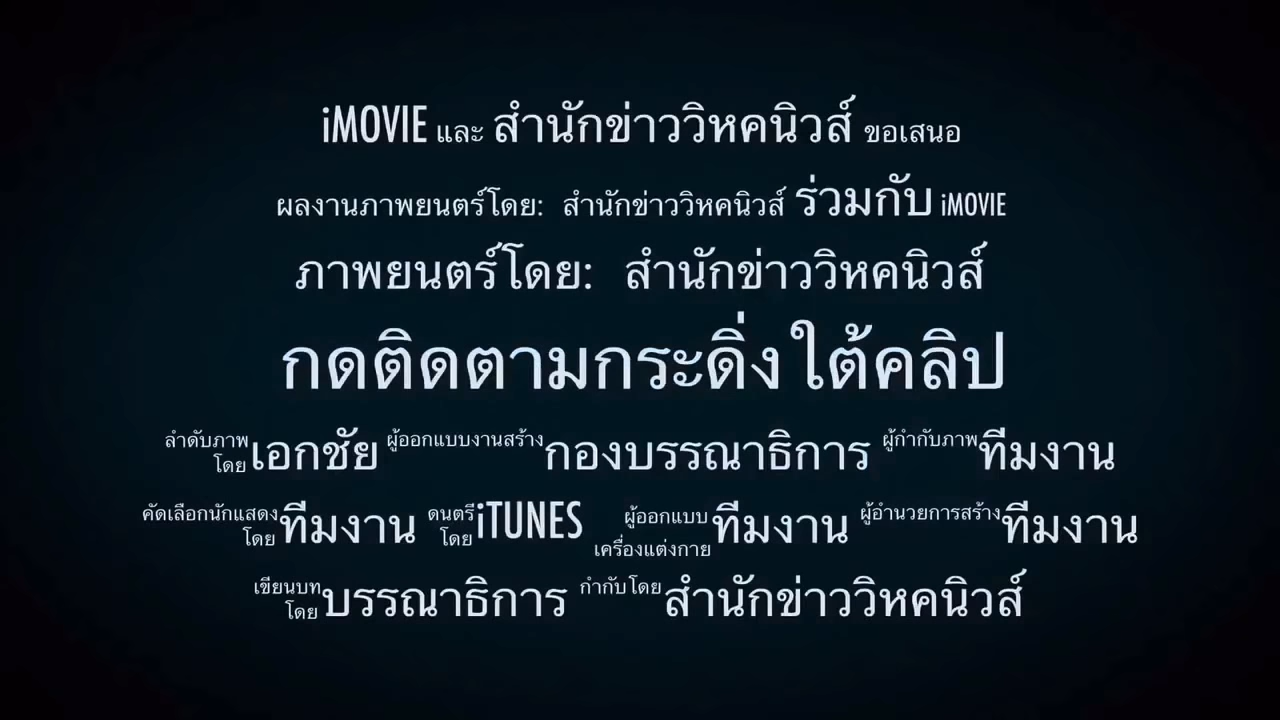 iMOVIE และ สำนักข่าววิหคนิวส์ ขอเสนอ
ผลงานภาพยนตร์โดย: สำนักข่าววิหคนิวส์ ร่วมกับ iMOVIE
ภาพยนตร์โดย: สำนักข่าววิหคนิวส์
กดติดตามกระดิ่ง ใต้คลิป
ลำดับภาพโดย เอกชัย ผู้ออกแบบงานสร้าง กองบรรณาธิการ ผู้กำกับภาพ ทีมงาน
คัดเลือกนักแสดงโดย ทีมงาน ดนตรีโดย iTUNES ผู้ออกแบบเครื่องแต่งกาย ทีมงาน ผู้อำนวยการสร้าง ทีมงาน
เขียนบทโดย บรรณาธิการ กำกับโดย สำนักข่าววิหคนิวส์